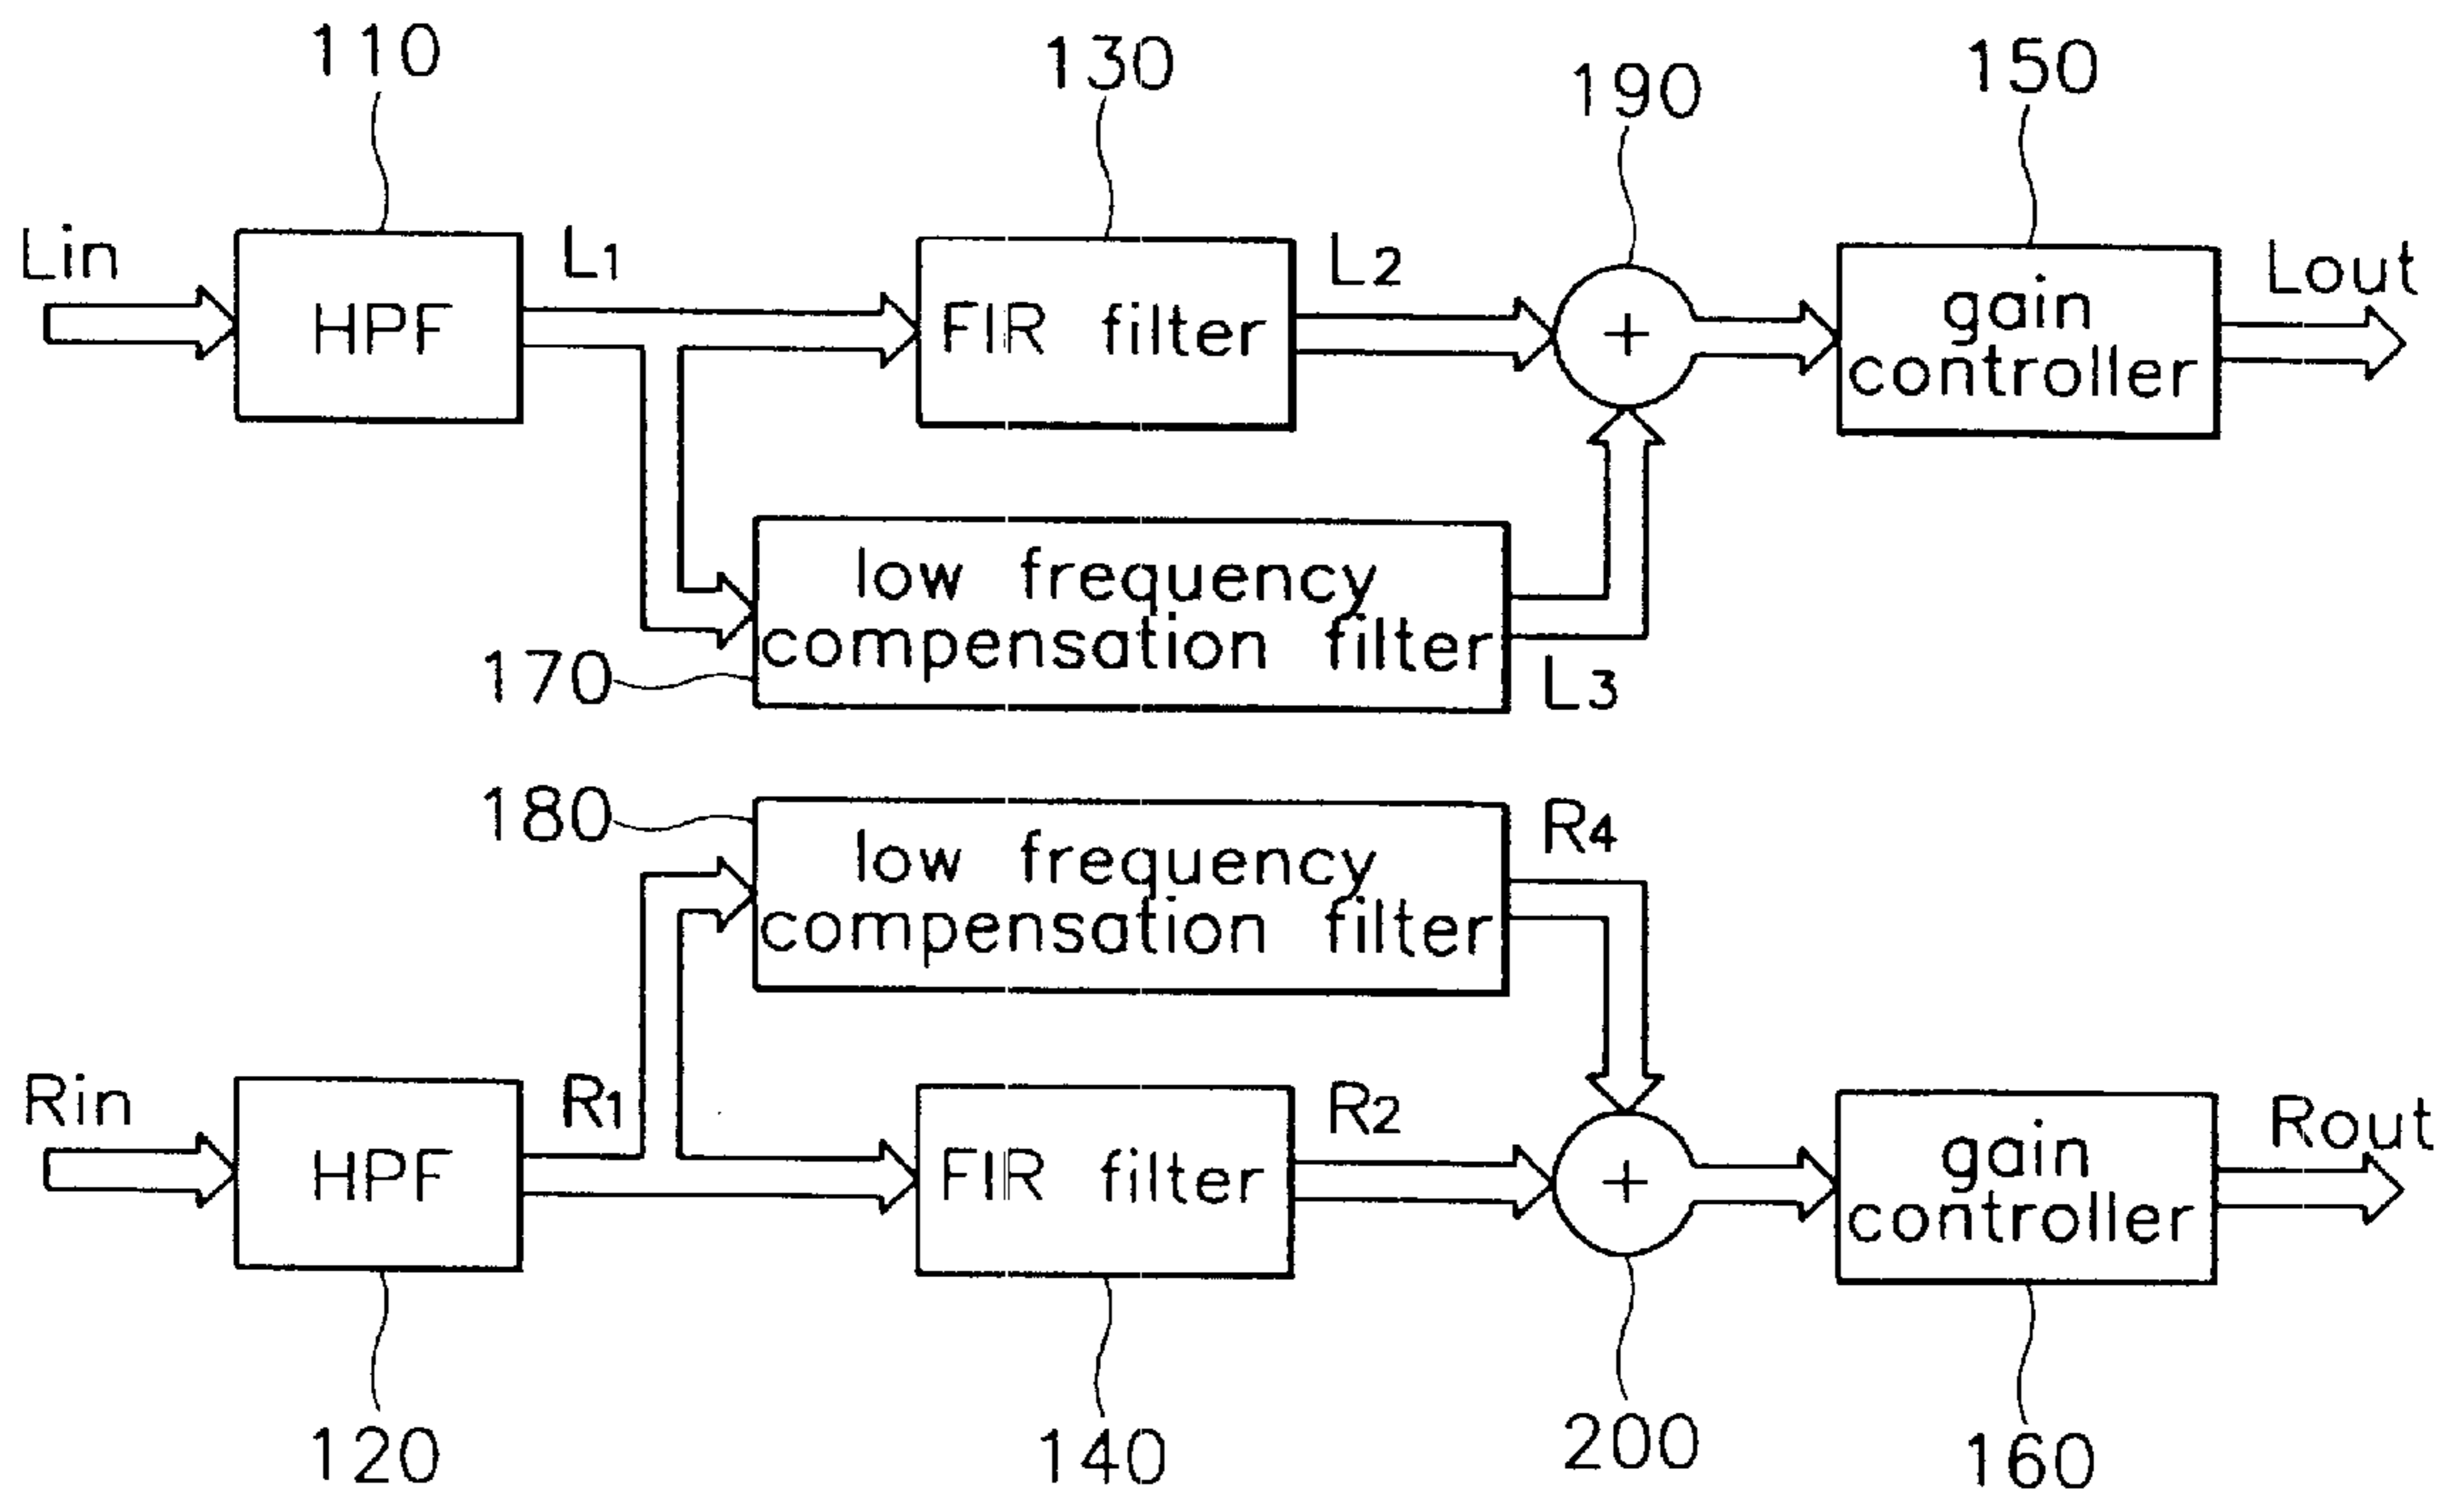 110
130
190
150
Lin
HPF
L1
FIR filter
L2
+
gain
controller
Lout
low frequency
compensation filter
170
L3
180
low frequency
compensation filter
R4
Rin
HPF
R1
FIR filter
R2
+
gain
controller
Rout
120
140
200
160